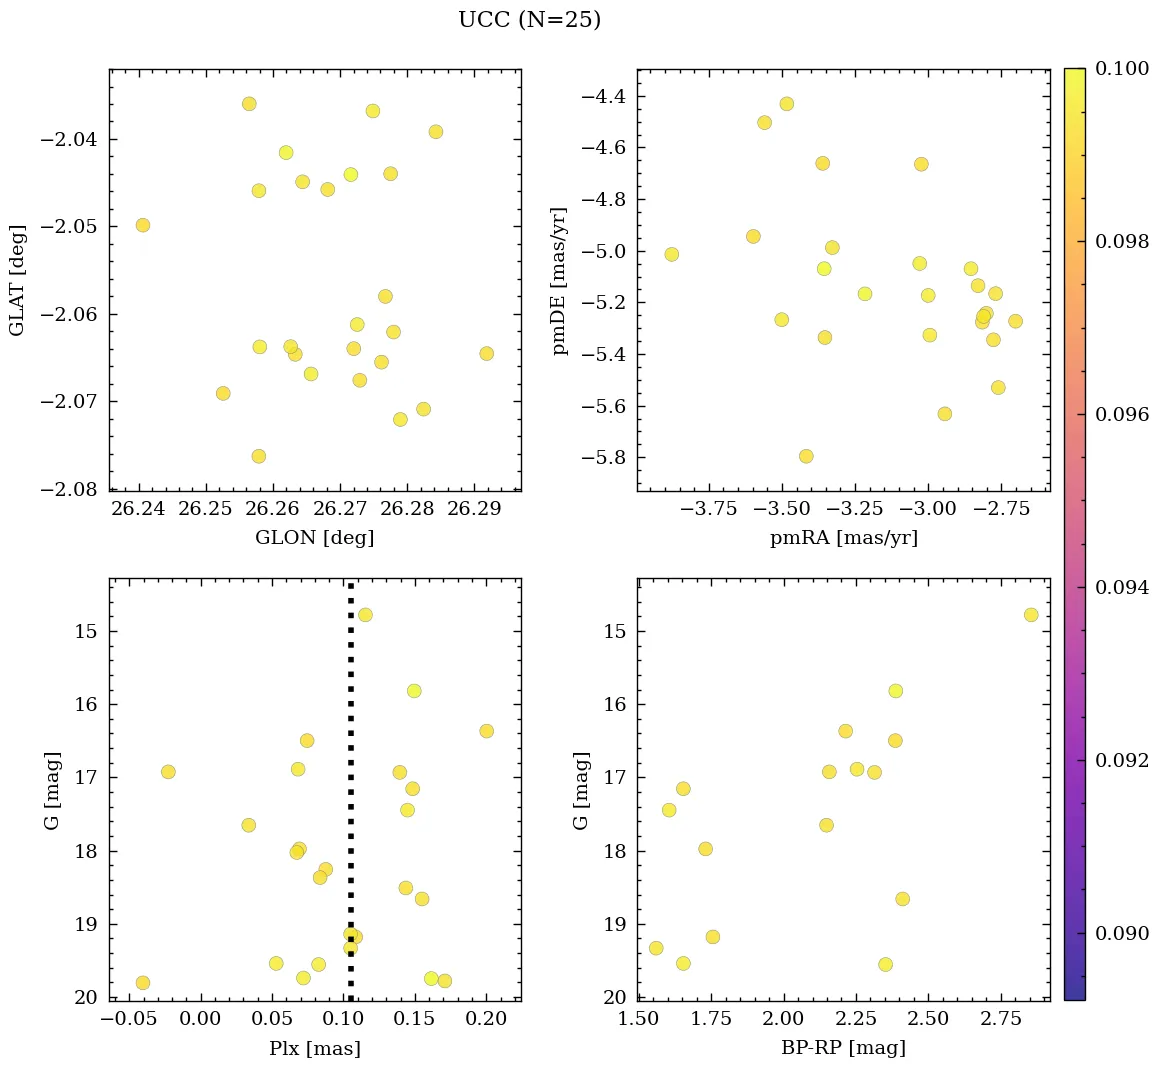 UCC (N=25)
−2.04
−2.05
−2.06
−2.07
−2.08
GLAT [deg]
26.24 26.25 26.26 26.27 26.28 26.29
GLON [deg]
−4.4
−4.6
−4.8
−5.0
−5.2
−5.4
−5.6
−5.8
pmDE [mas/yr]
−3.75 −3.50 −3.25 −3.00 −2.75
pmRA [mas/yr]
15
16
17
18
19
20
G [mag]
−0.05 0.00 0.05 0.10 0.15 0.20
Plx [mas]
15
16
17
18
19
20
G [mag]
1.50 1.75 2.00 2.25 2.50 2.75
BP-RP [mag]
0.100
0.098
0.096
0.094
0.092
0.090